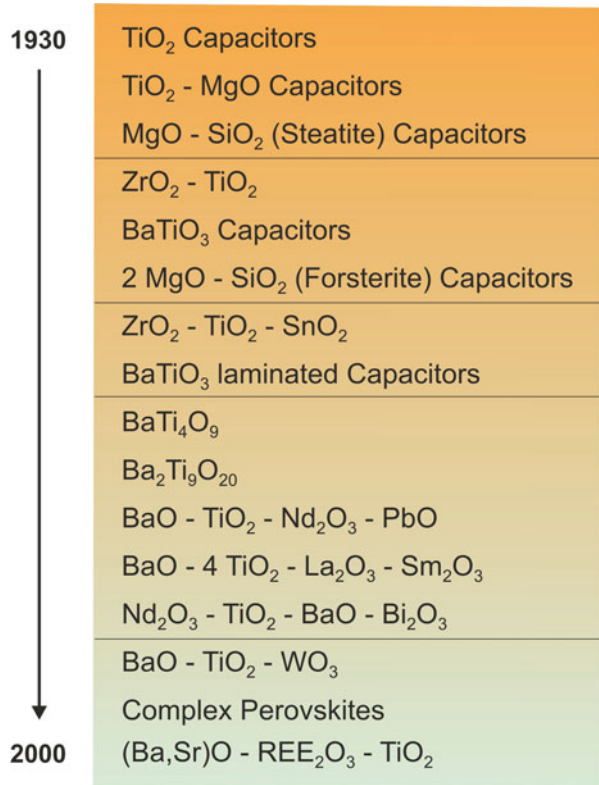 1930
TiO₂ Capacitors
TiO₂ - MgO Capacitors
MgO - SiO₂ (Steatite) Capacitors
ZrO₂ - TiO₂
BaTiO₃ Capacitors
2 MgO - SiO₂ (Forsterite) Capacitors
ZrO₂ - TiO₂ - SnO₂
BaTiO₃ laminated Capacitors
BaTi₄O₉
Ba₂Ti₉O₂₀
BaO - TiO₂ - Nd₂O₃ - PbO
BaO - 4 TiO₂ - La₂O₃ - Sm₂O₃
Nd₂O₃ - TiO₂ - BaO - Bi₂O₃
BaO - TiO₂ - WO₃
Complex Perovskites
2000
(Ba,Sr)O - REE₂O₃ - TiO₂